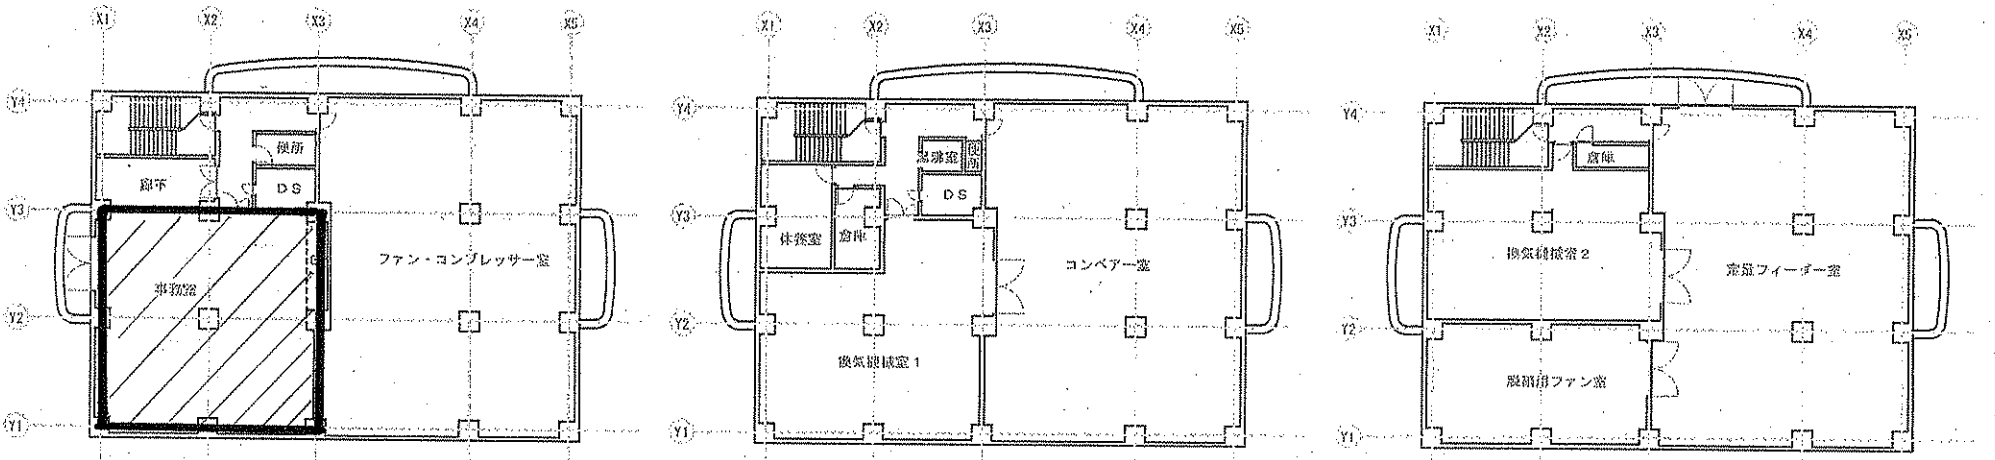 X1 X2 X3 X4 X5
Y4
便所
廊下
DS
Y3
ファン・コンプレッサー室
事務室
Y2
Y1
X1 X2 X3 X4 X5
Y4
湯沸室
便所
DS
Y3
休憩室
倉庫
コンベアー室
Y2
換気機械室1
Y1
X1 X2 X3 X4 X5
Y4
倉庫
Y3
換気機械室2
定量フィーダー室
Y2
脱硝用ファン室
Y1